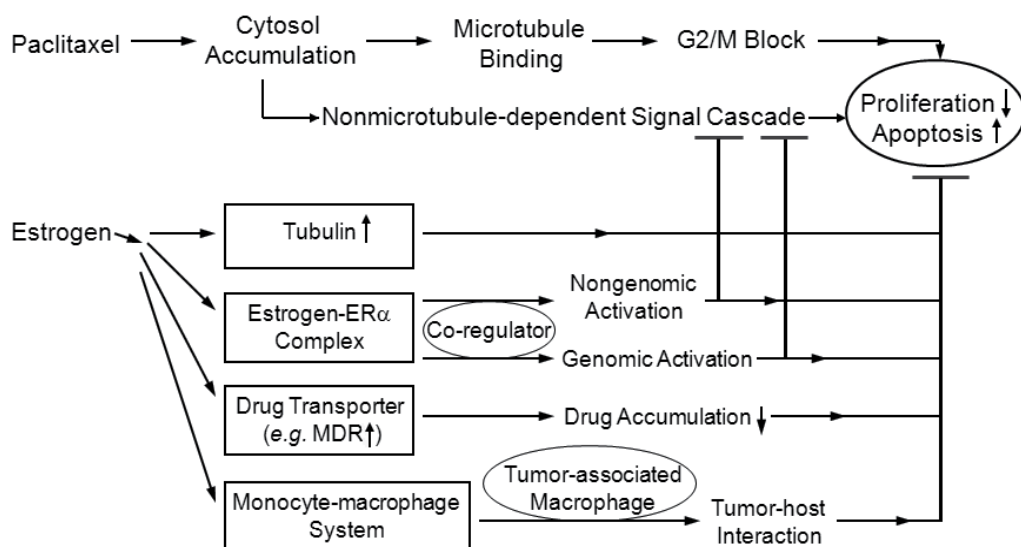 Paclitaxel
Cytosol
Accumulation
Microtubule
Binding
G2/M Block
Proliferation ↓
Apoptosis ↑
Nonmicrotubule-dependent Signal Cascade
Estrogen
Tubulin ↑
Estrogen-ERα
Complex
Co-regulator
Nongenomic
Activation
Genomic Activation
Drug Transporter
(e.g. MDR↑)
Drug Accumulation ↓
Monocyte-macrophage
System
Tumor-associated
Macrophage
Tumor-host
Interaction